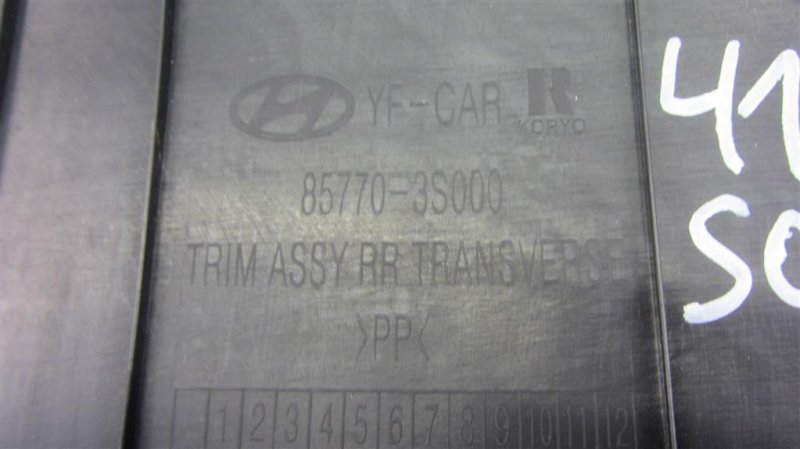 YF-CAR
KORYO
85770-3S000
TRIM ASSY RR TRANSVERSE
>PP<
1 2 3 4 5 6 7 8 9 10 11 12
41
SO